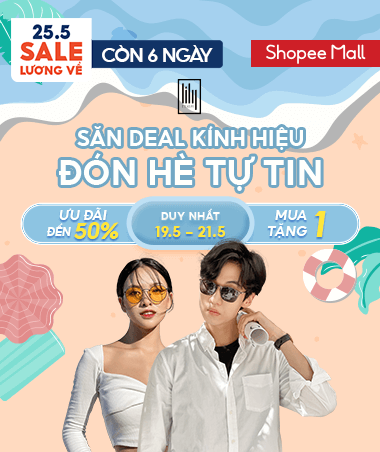 25.5
SALE
LƯƠNG VỀ
CÒN 6 NGÀY
Shopee Mall
lily
SĂN DEAL KÍNH HIỆU
ĐÓN HÈ TỰ TIN
ƯU ĐÃI
ĐẾN 50%
DUY NHẤT
19.5 – 21.5
MUA
TẶNG 1